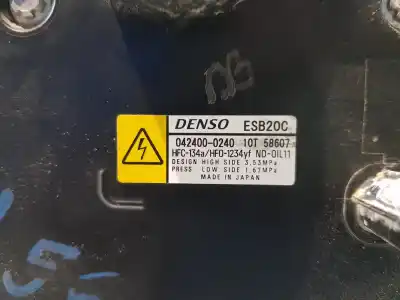 DENSO ESB20C
042400-0240 10T 58607
HFC-134a/HFO-1234yf ND-OIL11
DESIGN HIGH SIDE 3.53MPa
PRESS LOW SIDE 1.67MPa
MADE IN JAPAN